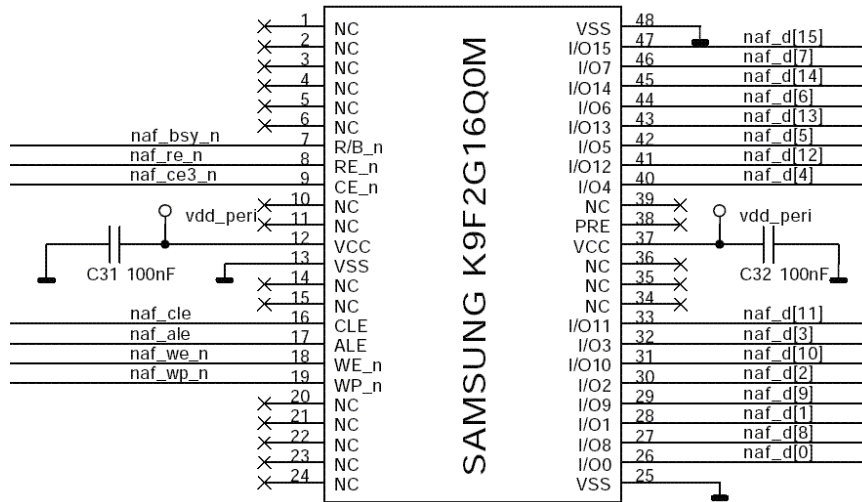 1 NC
2 NC
3 NC
4 NC
5 NC
6 NC
naf_bsy_n 7 R/B_n
naf_re_n 8 RE_n
naf_ce3_n 9 CE_n
10 NC
vdd_peri 11 NC
12 VCC
C31 100nF 13 VSS
14 NC
15 NC
naf_cle 16 CLE
naf_ale 17 ALE
naf_we_n 18 WE_n
naf_wp_n 19 WP_n
20 NC
21 NC
22 NC
23 NC
24 NC
SAMSUNG K9F2G16Q0M
VSS 48
I/O15 47 naf_d[15]
I/O7 46 naf_d[7]
I/O14 45 naf_d[14]
I/O6 44 naf_d[6]
I/O13 43 naf_d[13]
I/O5 42 naf_d[5]
I/O12 41 naf_d[12]
I/O4 40 naf_d[4]
NC 39
PRE 38 vdd_peri
VCC 37
NC 36 C32 100nF
NC 35
NC 34
I/O11 33 naf_d[11]
I/O3 32 naf_d[3]
I/O10 31 naf_d[10]
I/O2 30 naf_d[2]
I/O9 29 naf_d[9]
I/O1 28 naf_d[1]
I/O8 27 naf_d[8]
I/O0 26 naf_d[0]
VSS 25